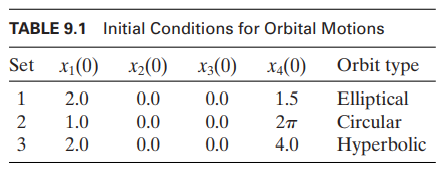 TABLE 9.1 Initial Conditions for Orbital Motions
Set x₁(0) x₂(0) x₃(0) x₄(0) Orbit type
1 2.0 0.0 0.0 1.5 Elliptical
2 1.0 0.0 0.0 2π Circular
3 2.0 0.0 0.0 4.0 Hyperbolic